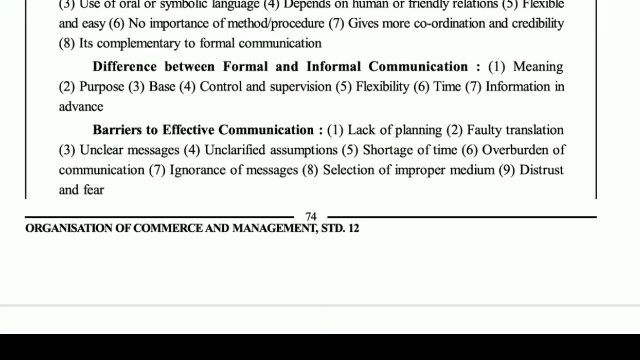 (3) Use of oral or symbolic language (4) Depends on human or friendly relations (5) Flexible
and easy (6) No importance of method/procedure (7) Gives more co-ordination and credibility
(8) Its complementary to formal communication
Difference between Formal and Informal Communication : (1) Meaning
(2) Purpose (3) Base (4) Control and supervision (5) Flexibility (6) Time (7) Information in
advance
Barriers to Effective Communication : (1) Lack of planning (2) Faulty translation
(3) Unclear messages (4) Unclarified assumptions (5) Shortage of time (6) Overburden of
communication (7) Ignorance of messages (8) Selection of improper medium (9) Distrust
and fear
74
ORGANISATION OF COMMERCE AND MANAGEMENT, STD. 12